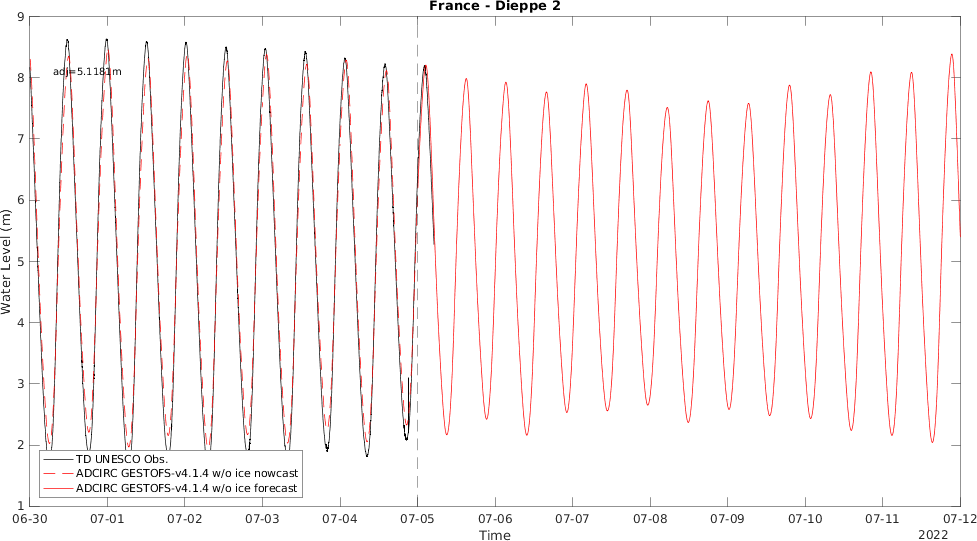 France - Dieppe 2
9
8
7
6
5
4
3
2
1
Water Level (m)
adj=5.1181m
TD UNESCO Obs.
ADCIRC GESTOFS-v4.1.4 w/o ice nowcast
ADCIRC GESTOFS-v4.1.4 w/o ice forecast
06-30 07-01 07-02 07-03 07-04 07-05 07-06 07-07 07-08 07-09 07-10 07-11 07-12
Time
2022